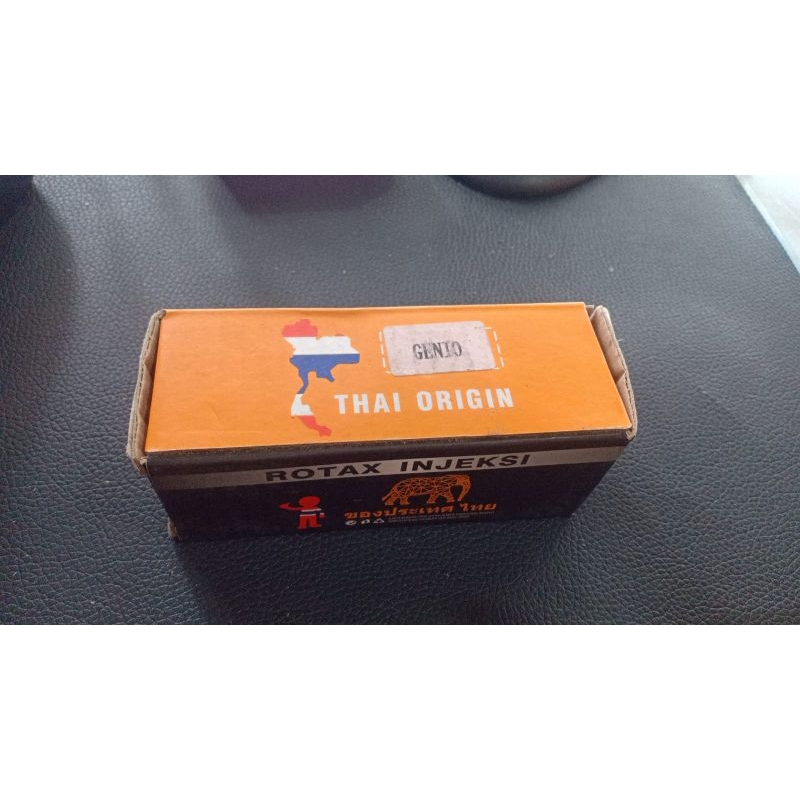 GENIO
THAI ORIGIN
ROTAX INJEKSI
ของประเทศ ไทย